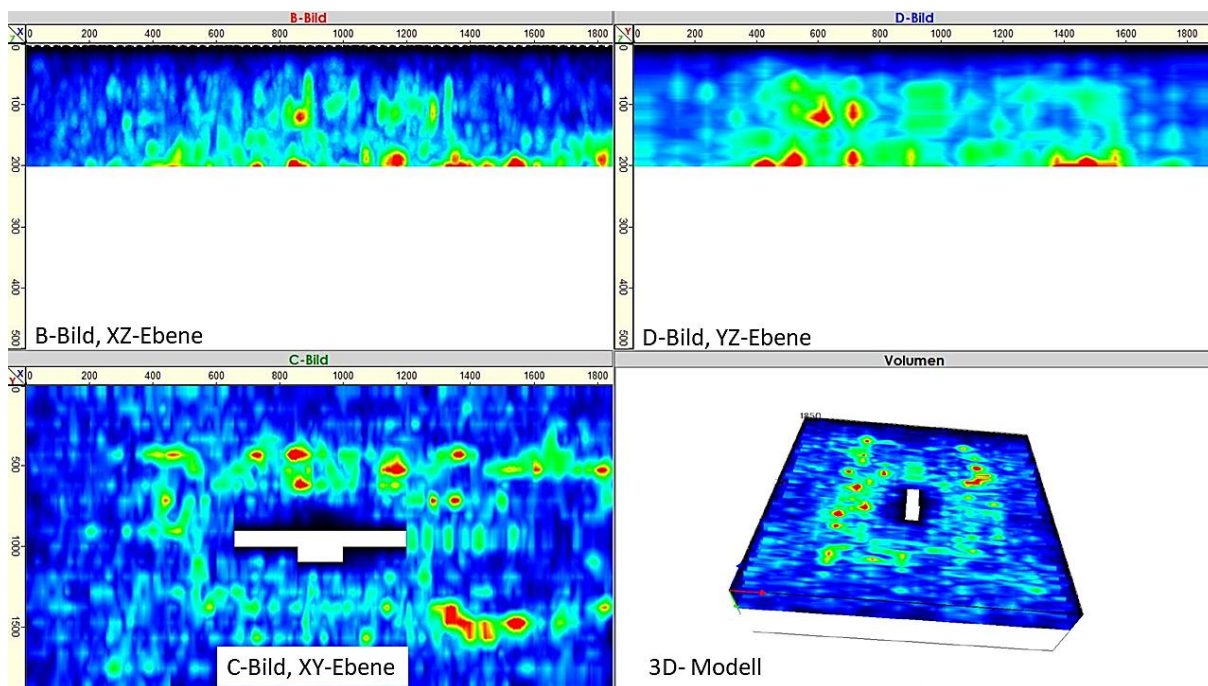 B-Bild
X
Z
0 200 400 600 800 1000 1200 1400 1600 1800
0
100
200
300
400
500
B-Bild, XZ-Ebene
D-Bild
Y
Z
0 200 400 600 800 1000 1200 1400 1600 1800
0
100
200
300
400
500
D-Bild, YZ-Ebene
C-Bild
X
Y
0 200 400 600 800 1000 1200 1400 1600 1800
0
500
1000
1500
C-Bild, XY-Ebene
Volumen
1850
3D- Modell